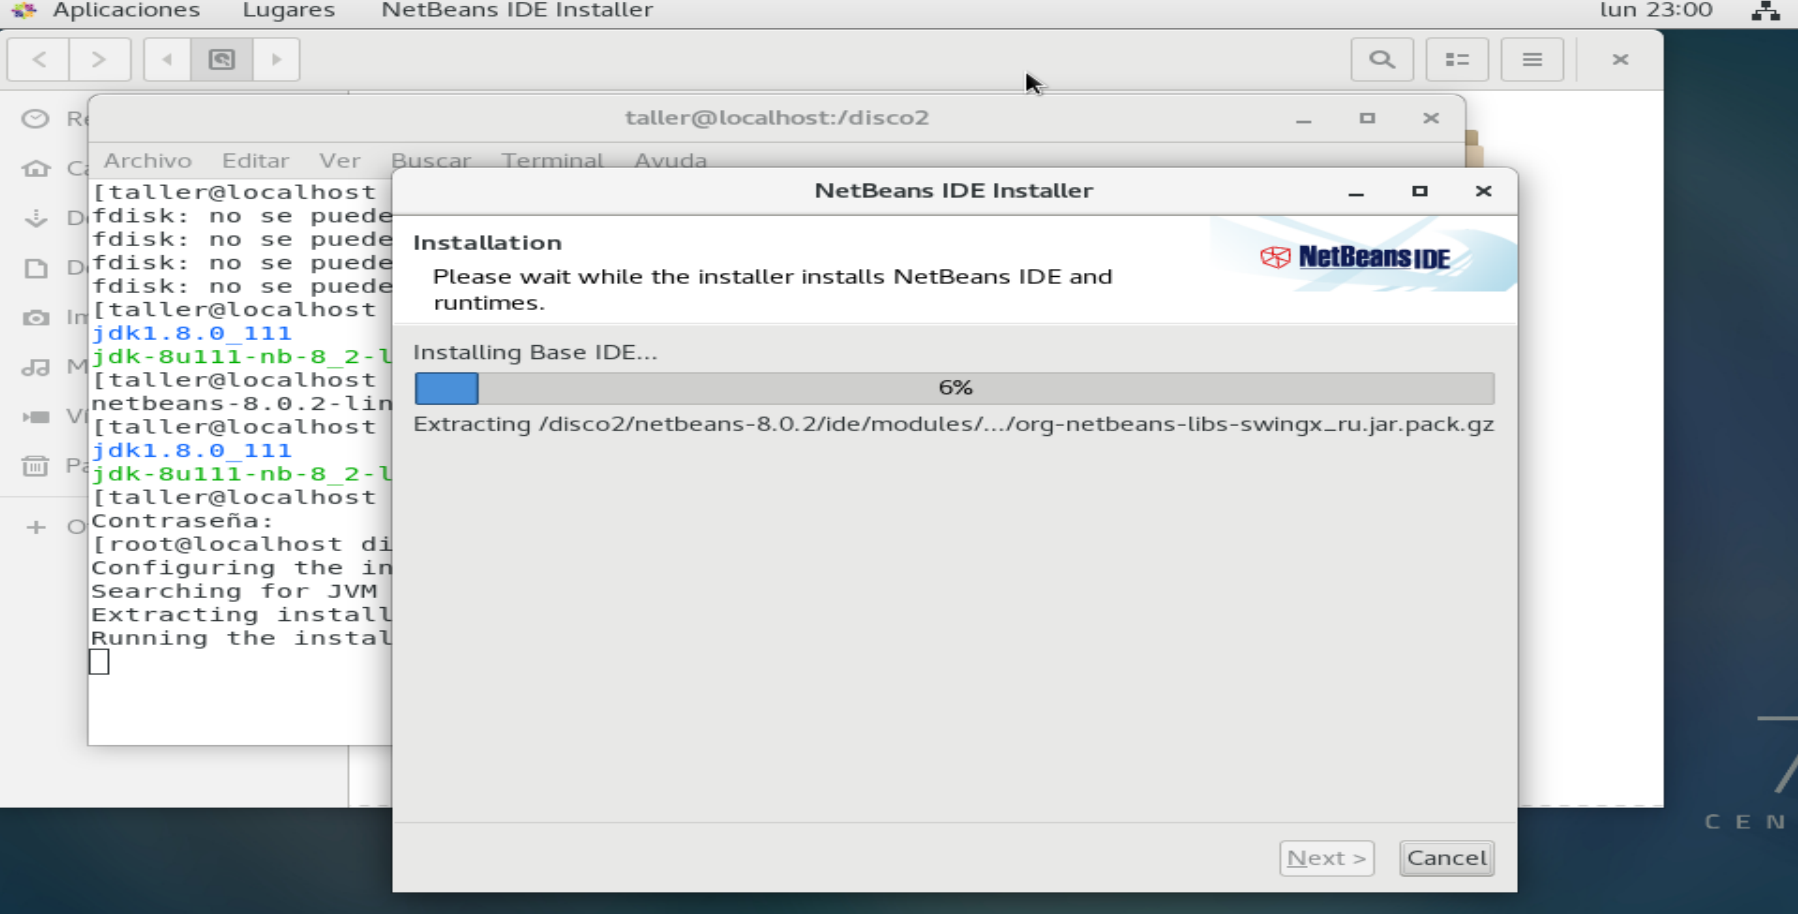 Aplicaciones Lugares NetBeans IDE Installer lun 23:00
taller@localhost:/disco2
Archivo Editar Ver Buscar Terminal Ayuda
[taller@localhost
fdisk: no se puede
fdisk: no se puede
fdisk: no se puede
fdisk: no se puede
[taller@localhost
jdk1.8.0_111
jdk-8u111-nb-8_2-l
[taller@localhost
netbeans-8.0.2-lin
[taller@localhost
jdk1.8.0_111
jdk-8u111-nb-8_2-l
[taller@localhost
Contraseña:
[root@localhost di
Configuring the in
Searching for JVM
Extracting install
Running the instal
NetBeans IDE Installer
Installation
NetBeans IDE
Please wait while the installer installs NetBeans IDE and
runtimes.
Installing Base IDE...
6%
Extracting /disco2/netbeans-8.0.2/ide/modules/.../org-netbeans-libs-swingx_ru.jar.pack.gz
Next >
Cancel
7
CEN